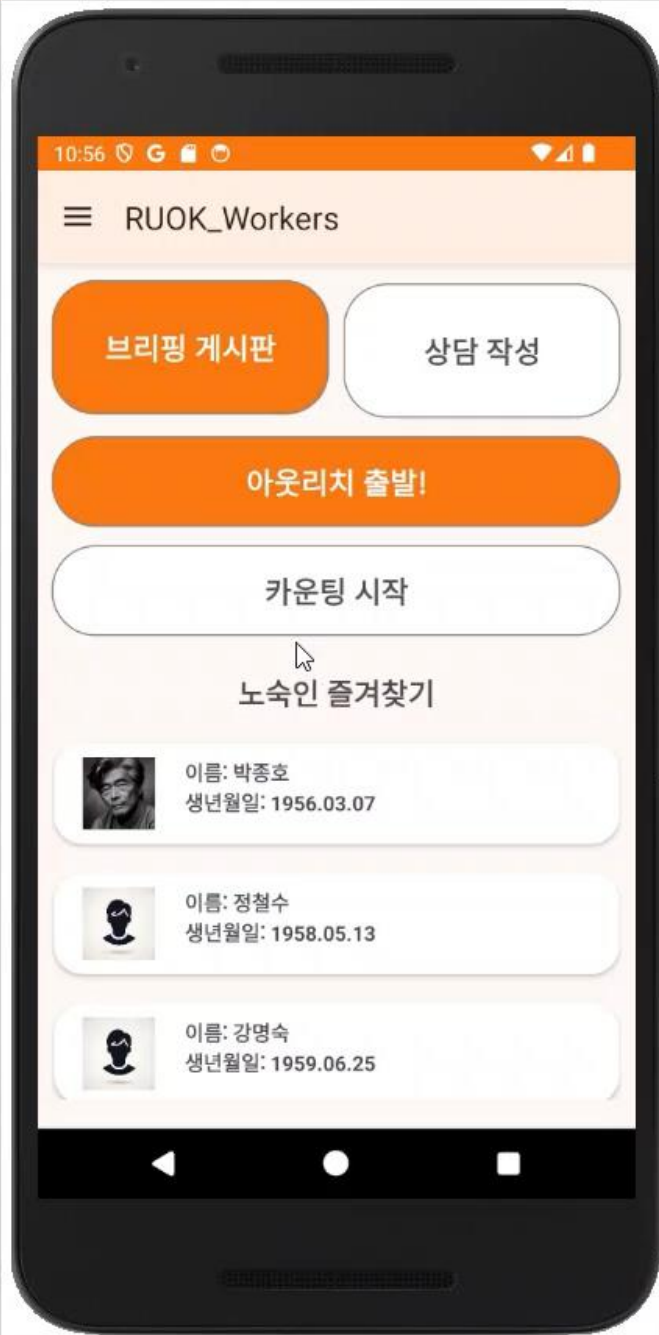 10:56
RUOK_Workers
브리핑 게시판
상담 작성
아웃리치 출발!
카운팅 시작
노숙인 즐겨찾기
이름: 박종호
생년월일: 1956.03.07
이름: 정철수
생년월일: 1958.05.13
이름: 강명숙
생년월일: 1959.06.25